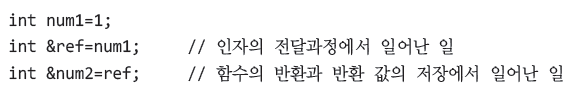 int num1=1;
int &ref=num1;     // 인자의 전달과정에서 일어난 일
int &num2=ref;     // 함수의 반환과 반환 값의 저장에서 일어난 일